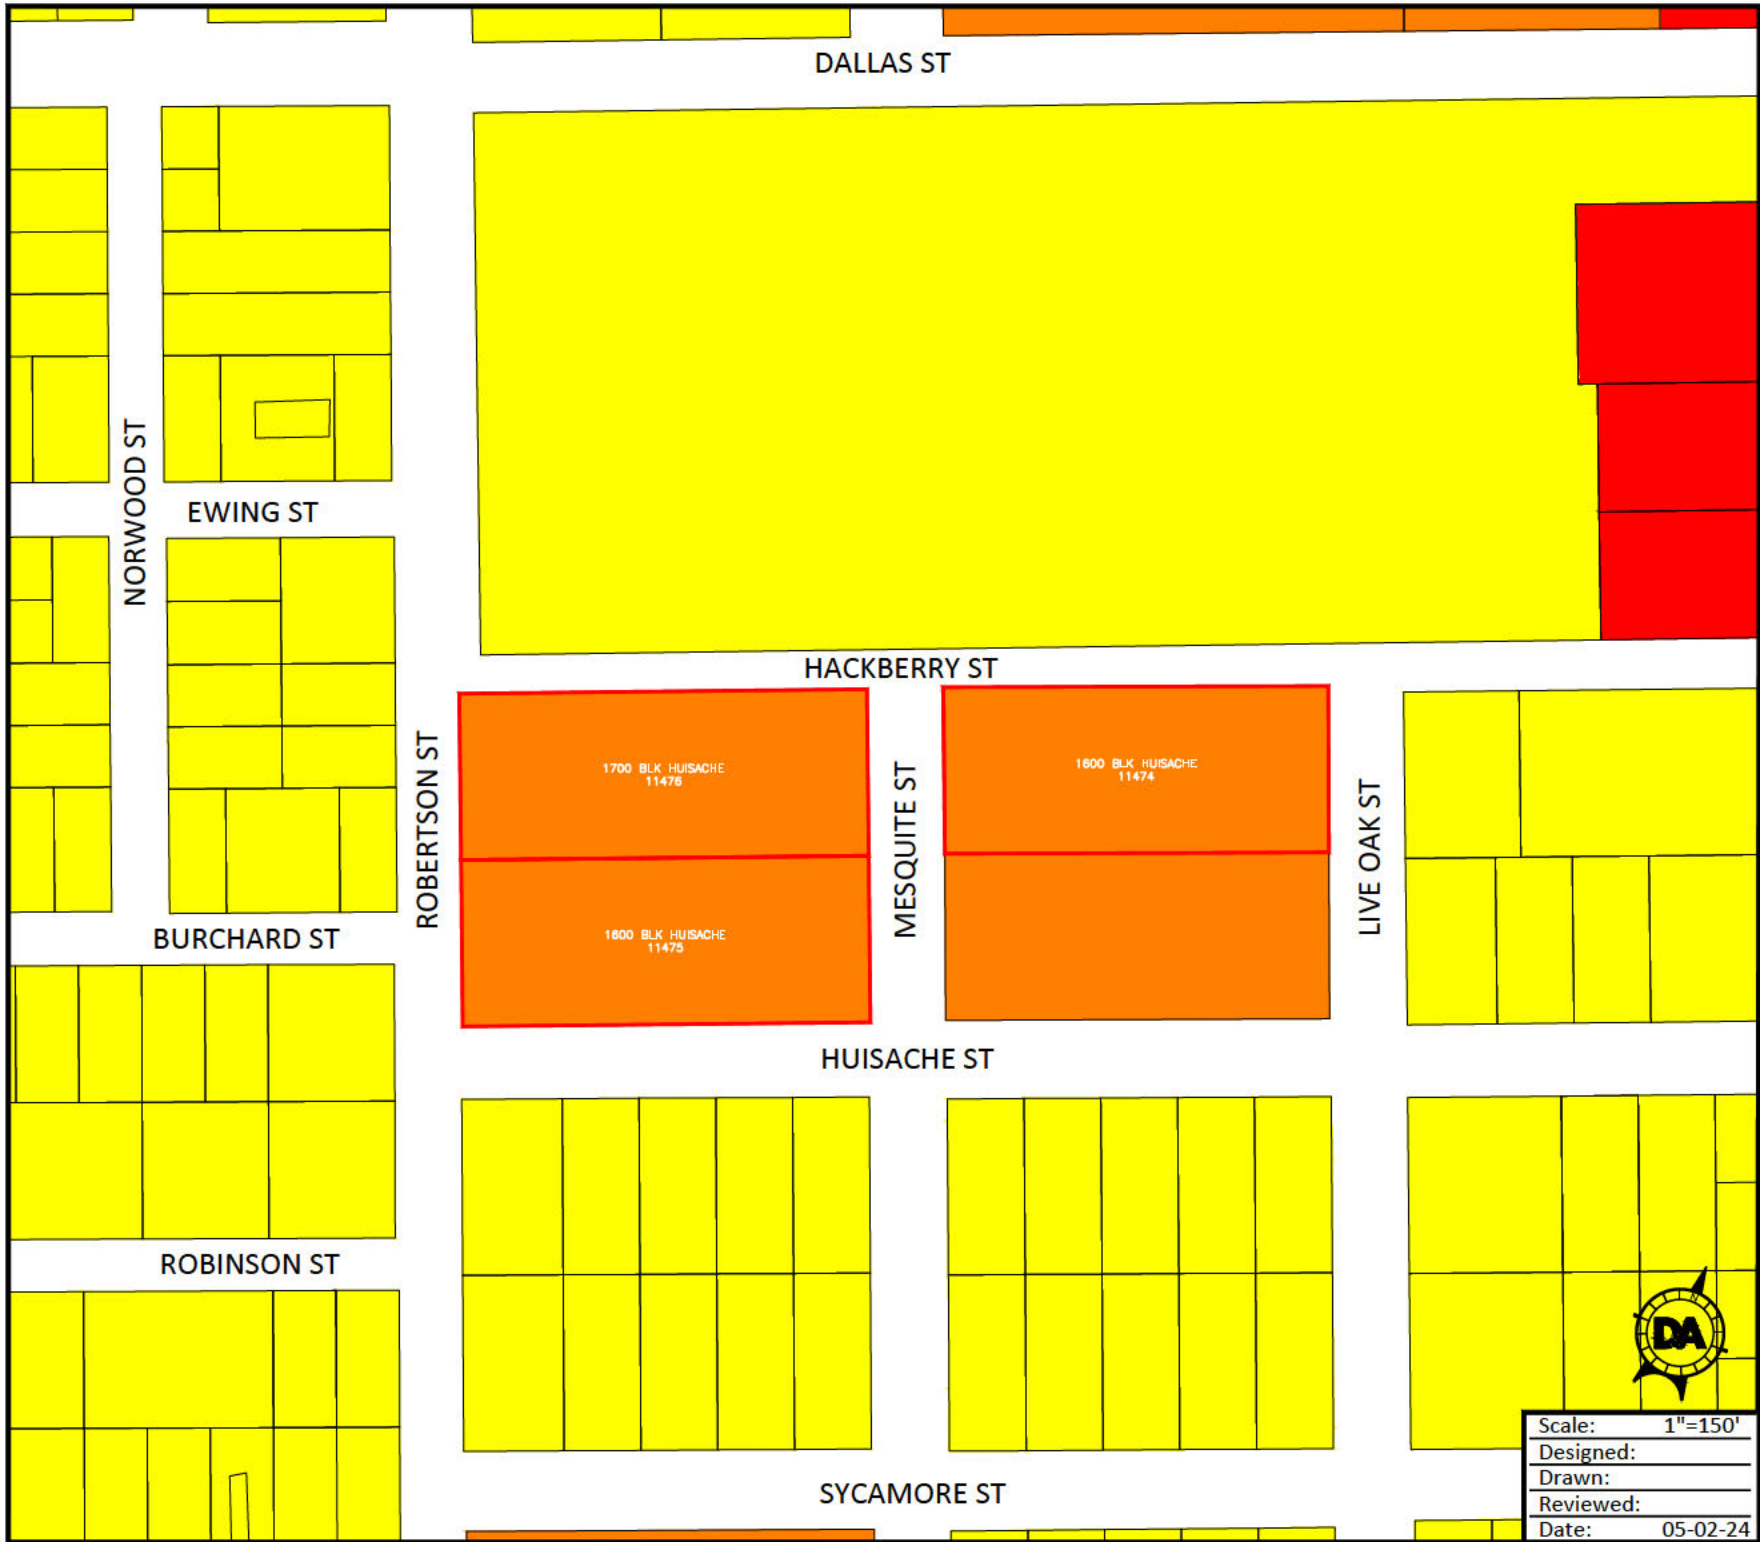 DALLAS ST
NORWOOD ST
EWING ST
HACKBERRY ST
ROBERTSON ST
1700 BLK HUISACHE
11476
MESQUITE ST
1600 BLK HUISACHE
11474
LIVE OAK ST
1600 BLK HUISACHE
11475
BURCHARD ST
HUISACHE ST
ROBINSON ST
N
D&A
SYCAMORE ST
Scale: 1"=150'
Designed:
Drawn:
Reviewed:
Date: 05-02-24